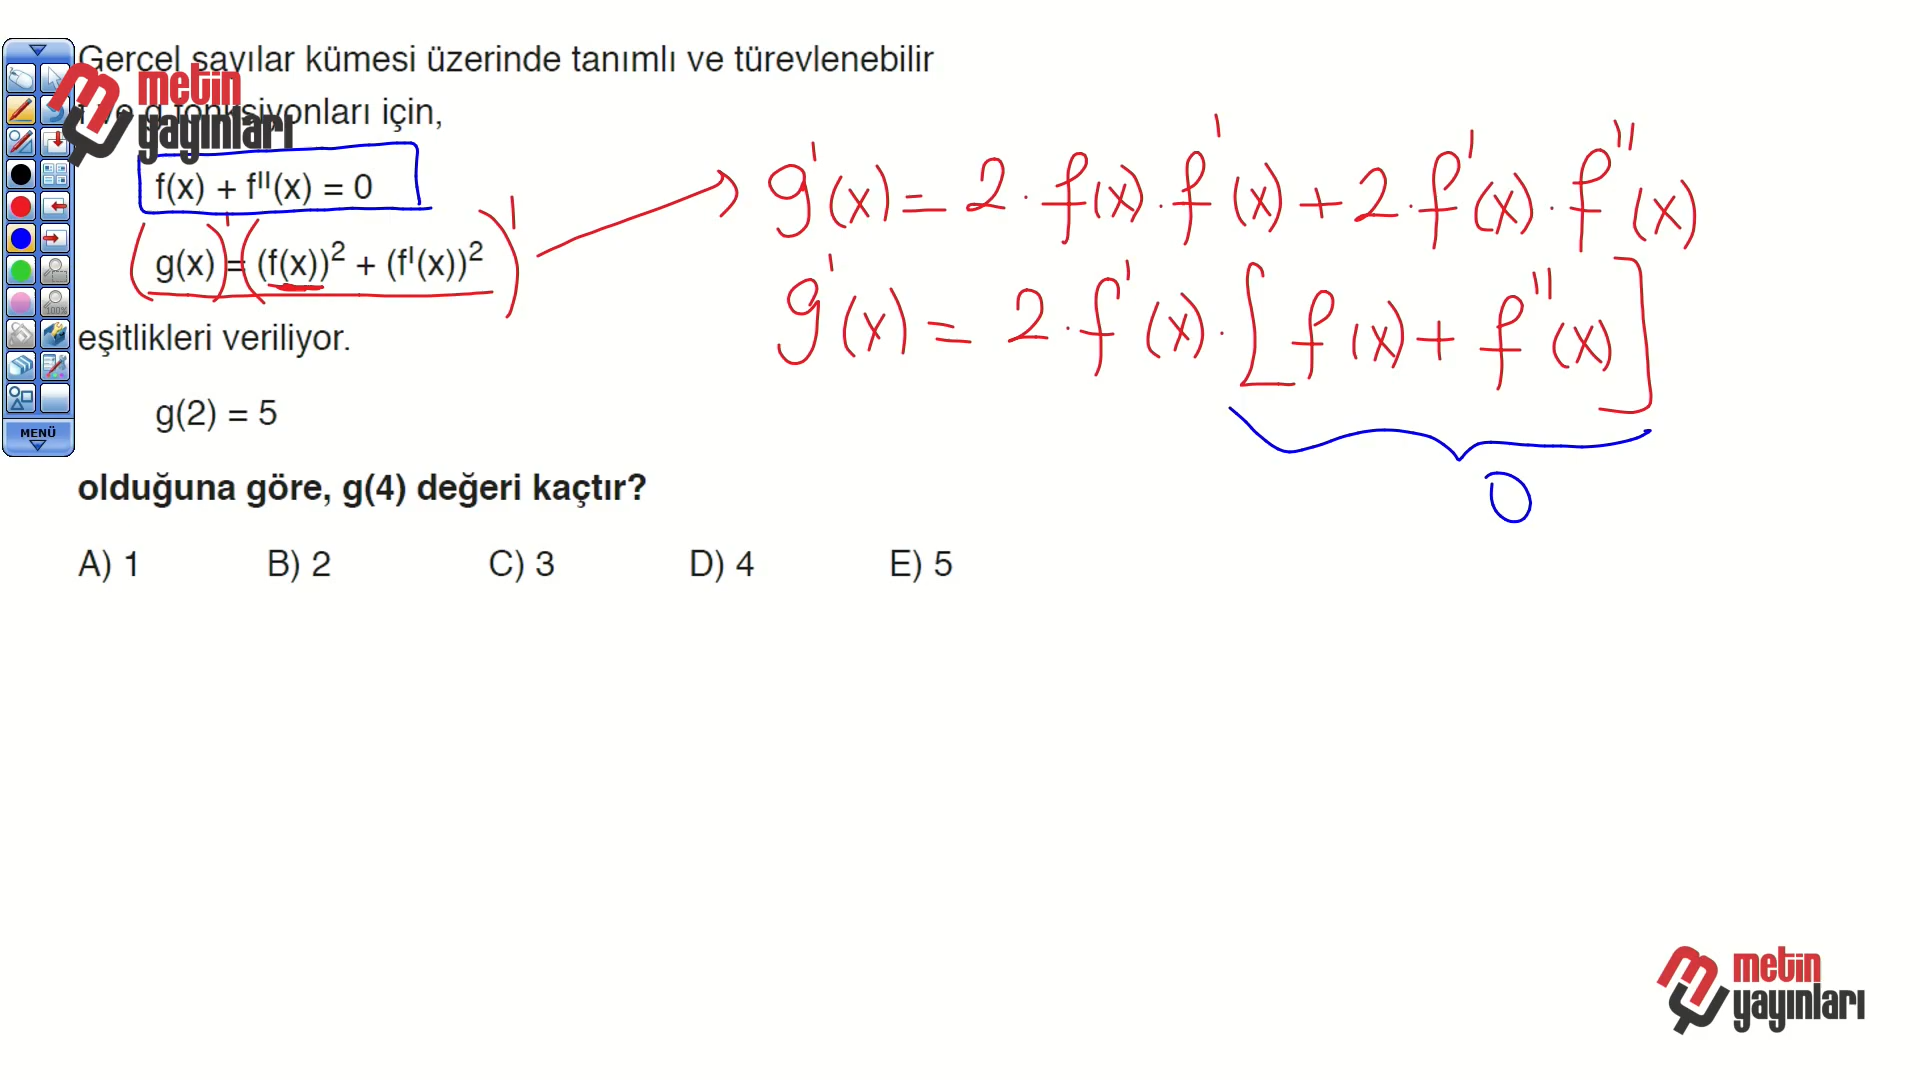 Gerçel sayılar kümesi üzerinde tanımlı ve türevlenebilir
f ve g fonksiyonları için,
metin
yayınları
f(x) + f''(x) = 0
g(x) = (f(x))² + (f'(x))²
eşitlikleri veriliyor.
g(2) = 5
olduğuna göre, g(4) değeri kaçtır?
A) 1 B) 2 C) 3 D) 4 E) 5
MENÜ
100%
g'(x) = 2 · f(x) · f'(x) + 2 · f'(x) · f''(x)
g'(x) = 2 · f'(x) · [f(x) + f''(x)]
0
metin
yayınları